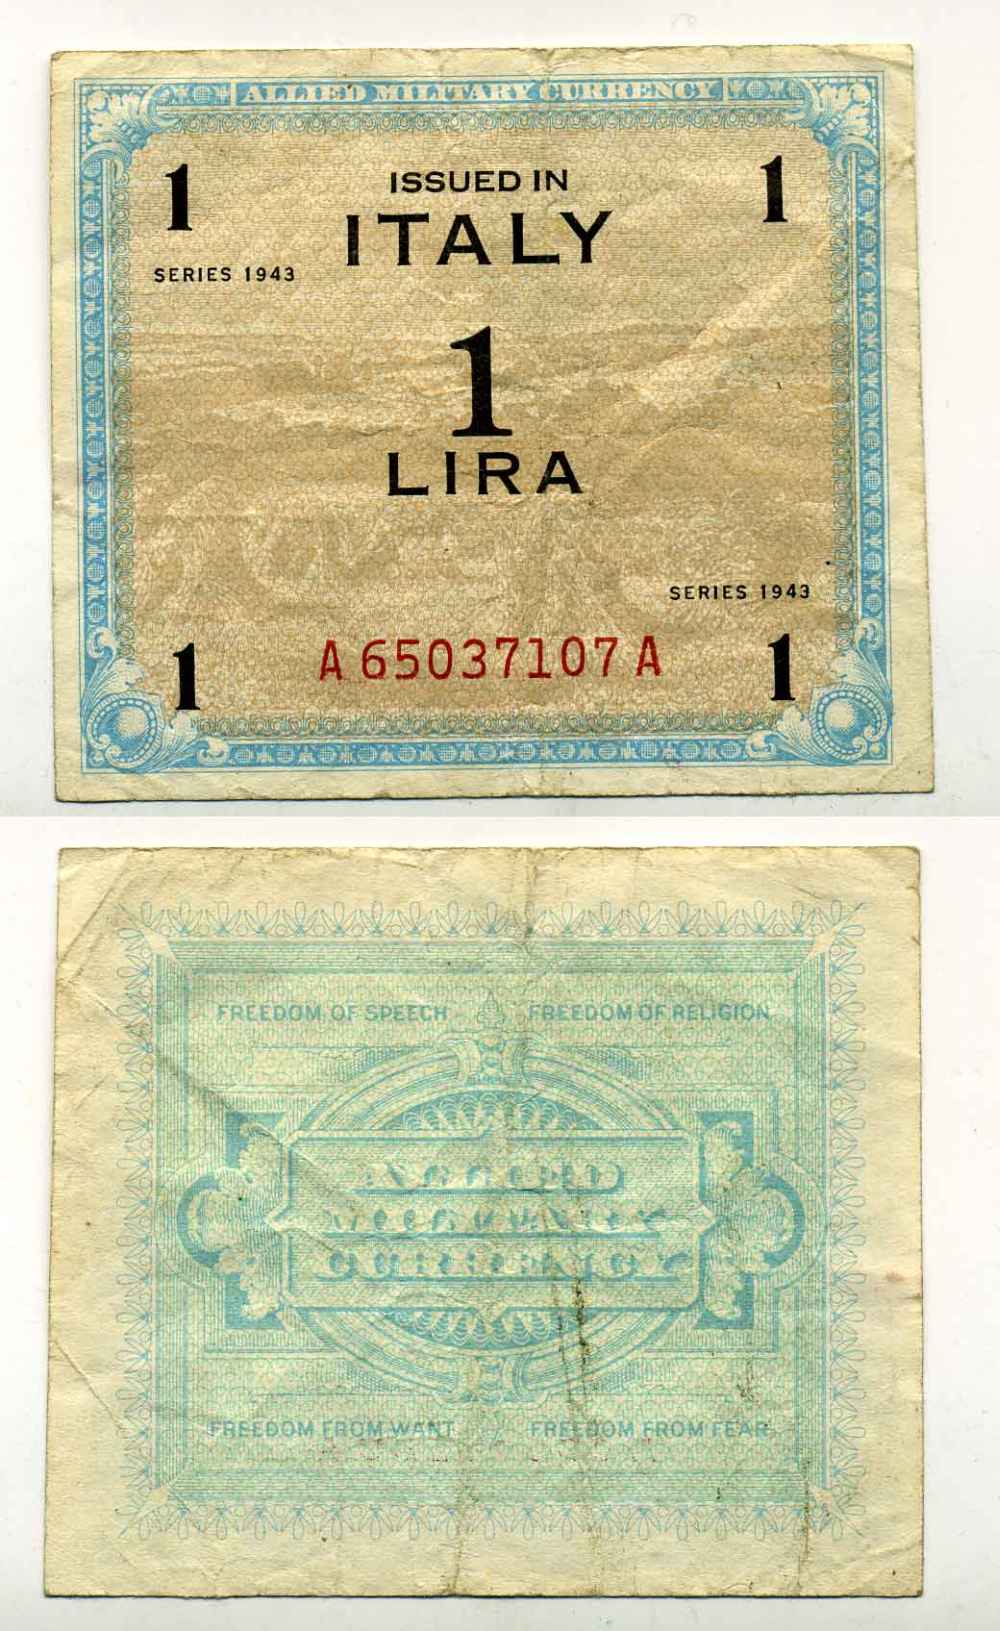 ALLIED MILITARY CURRENCY
1 1
ISSUED IN
ITALY
SERIES 1943
1
LIRA
SERIES 1943
1 A65037107A 1
FREEDOM OF SPEECH FREEDOM OF RELIGION
ALLIED
MILITARY
CURRENCY
FREEDOM FROM WANT FREEDOM FROM FEAR